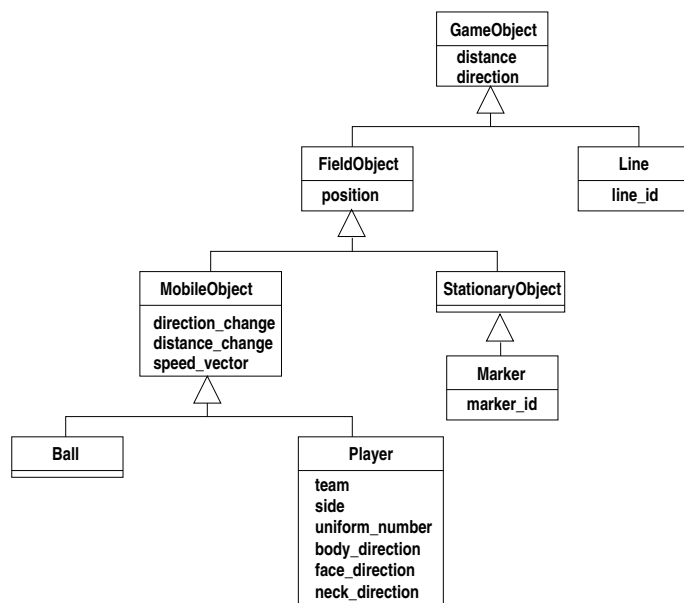 GameObject
distance
direction
FieldObject
position
Line
line_id
MobileObject
direction_change
distance_change
speed_vector
StationaryObject
Marker
marker_id
Ball
Player
team
side
uniform_number
body_direction
face_direction
neck_direction